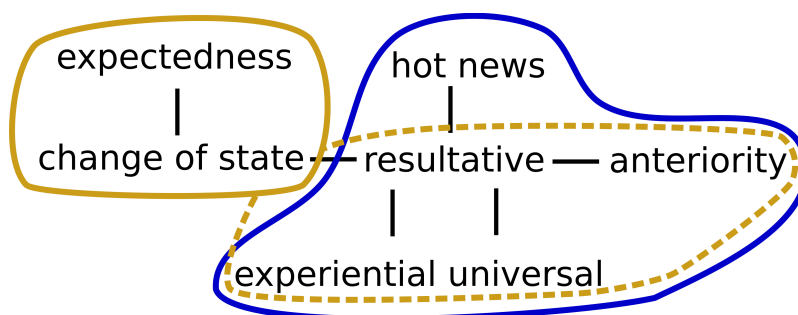 expectedness
hot news
change of state
resultative
anteriority
experiential universal